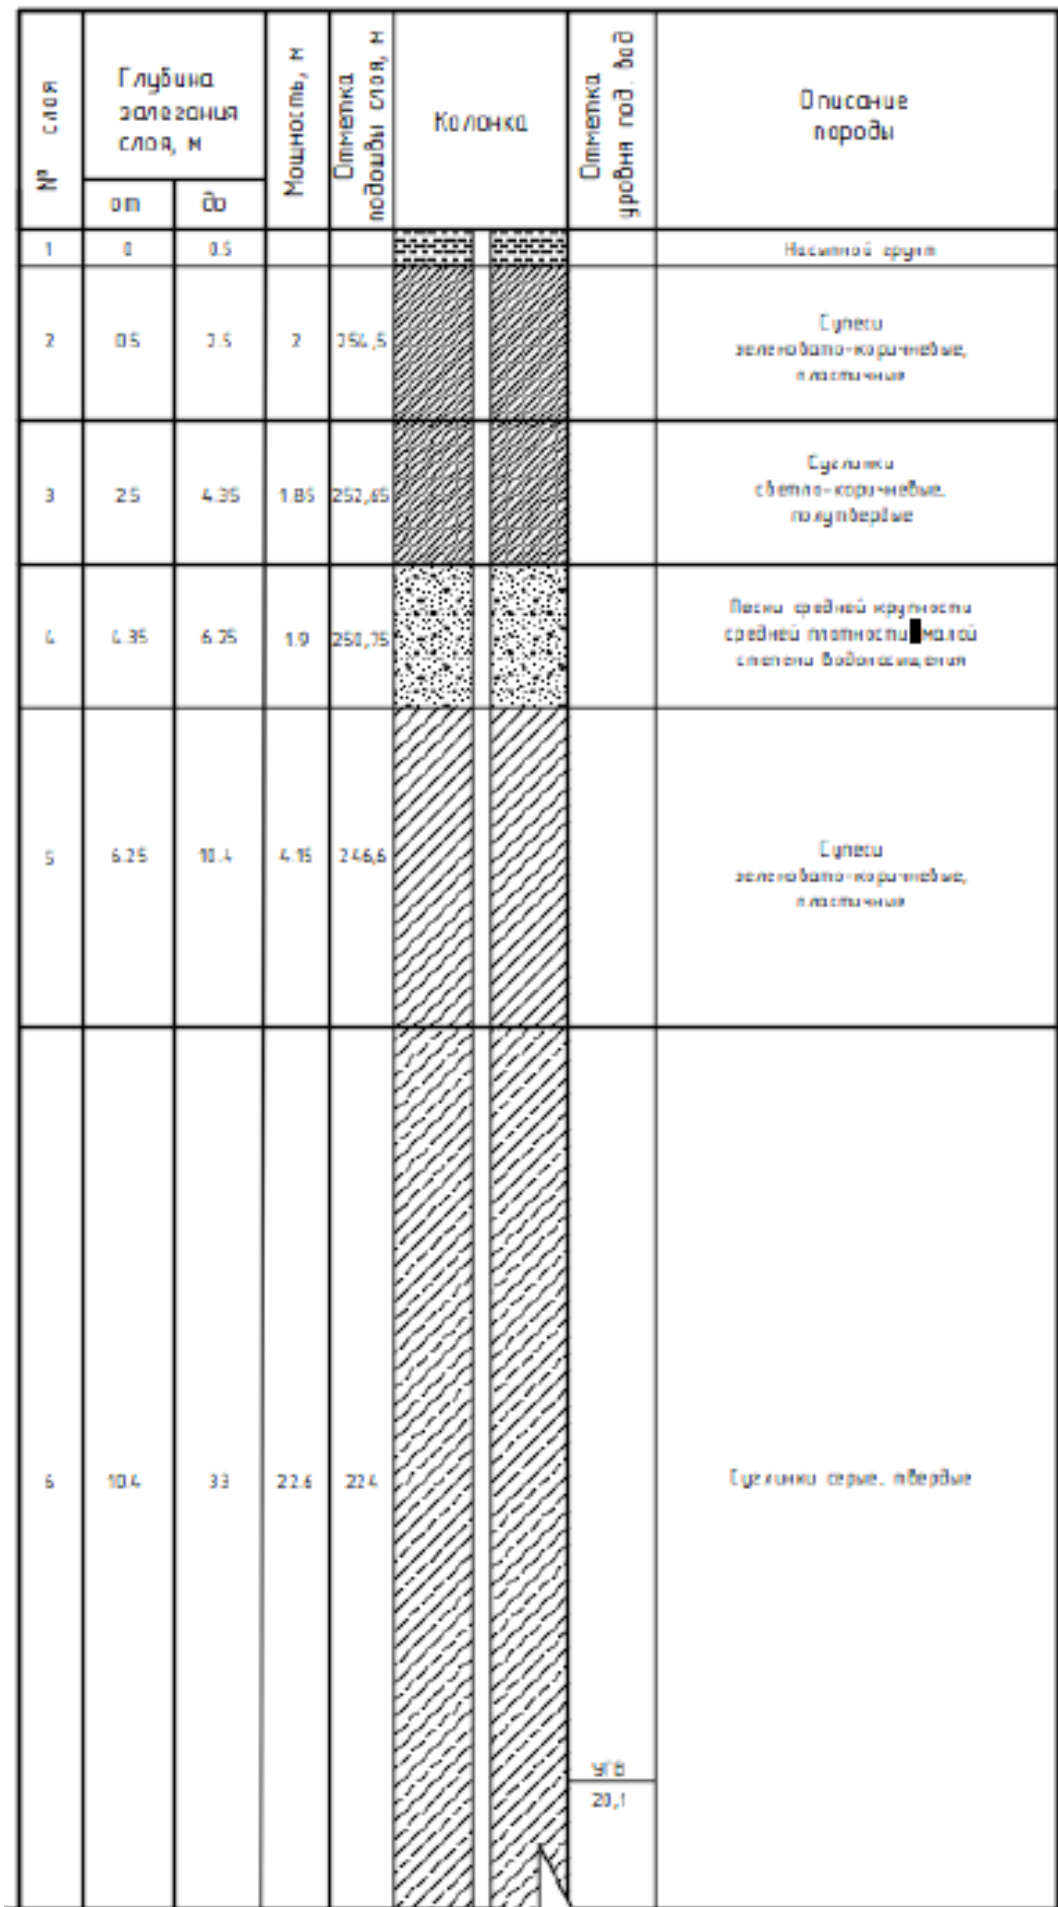 № слоя
Глубина
залегания
слоя, м
от
до
Мощность, м
Отметка
подошвы слоя, м
Колонка
Отметка
уровня под. вод
Описание
породы
1
0
0.5
Насыпной грунт
2
0.5
2.5
2
254,5
Супеси
зеленовато-коричневые,
пластичные
3
2.5
4.35
1.85
252,65
Суглинки
светло-коричневые,
полутвердые
4
4.35
6.25
1.9
250,75
Пески средней крупности
средней плотности малой
степени водонасыщения
5
6.25
10.4
4.15
246,6
Супеси
зеленовато-коричневые,
пластичные
6
10.4
33
22.6
224
Суглинки серые, твердые
УГВ
20,1